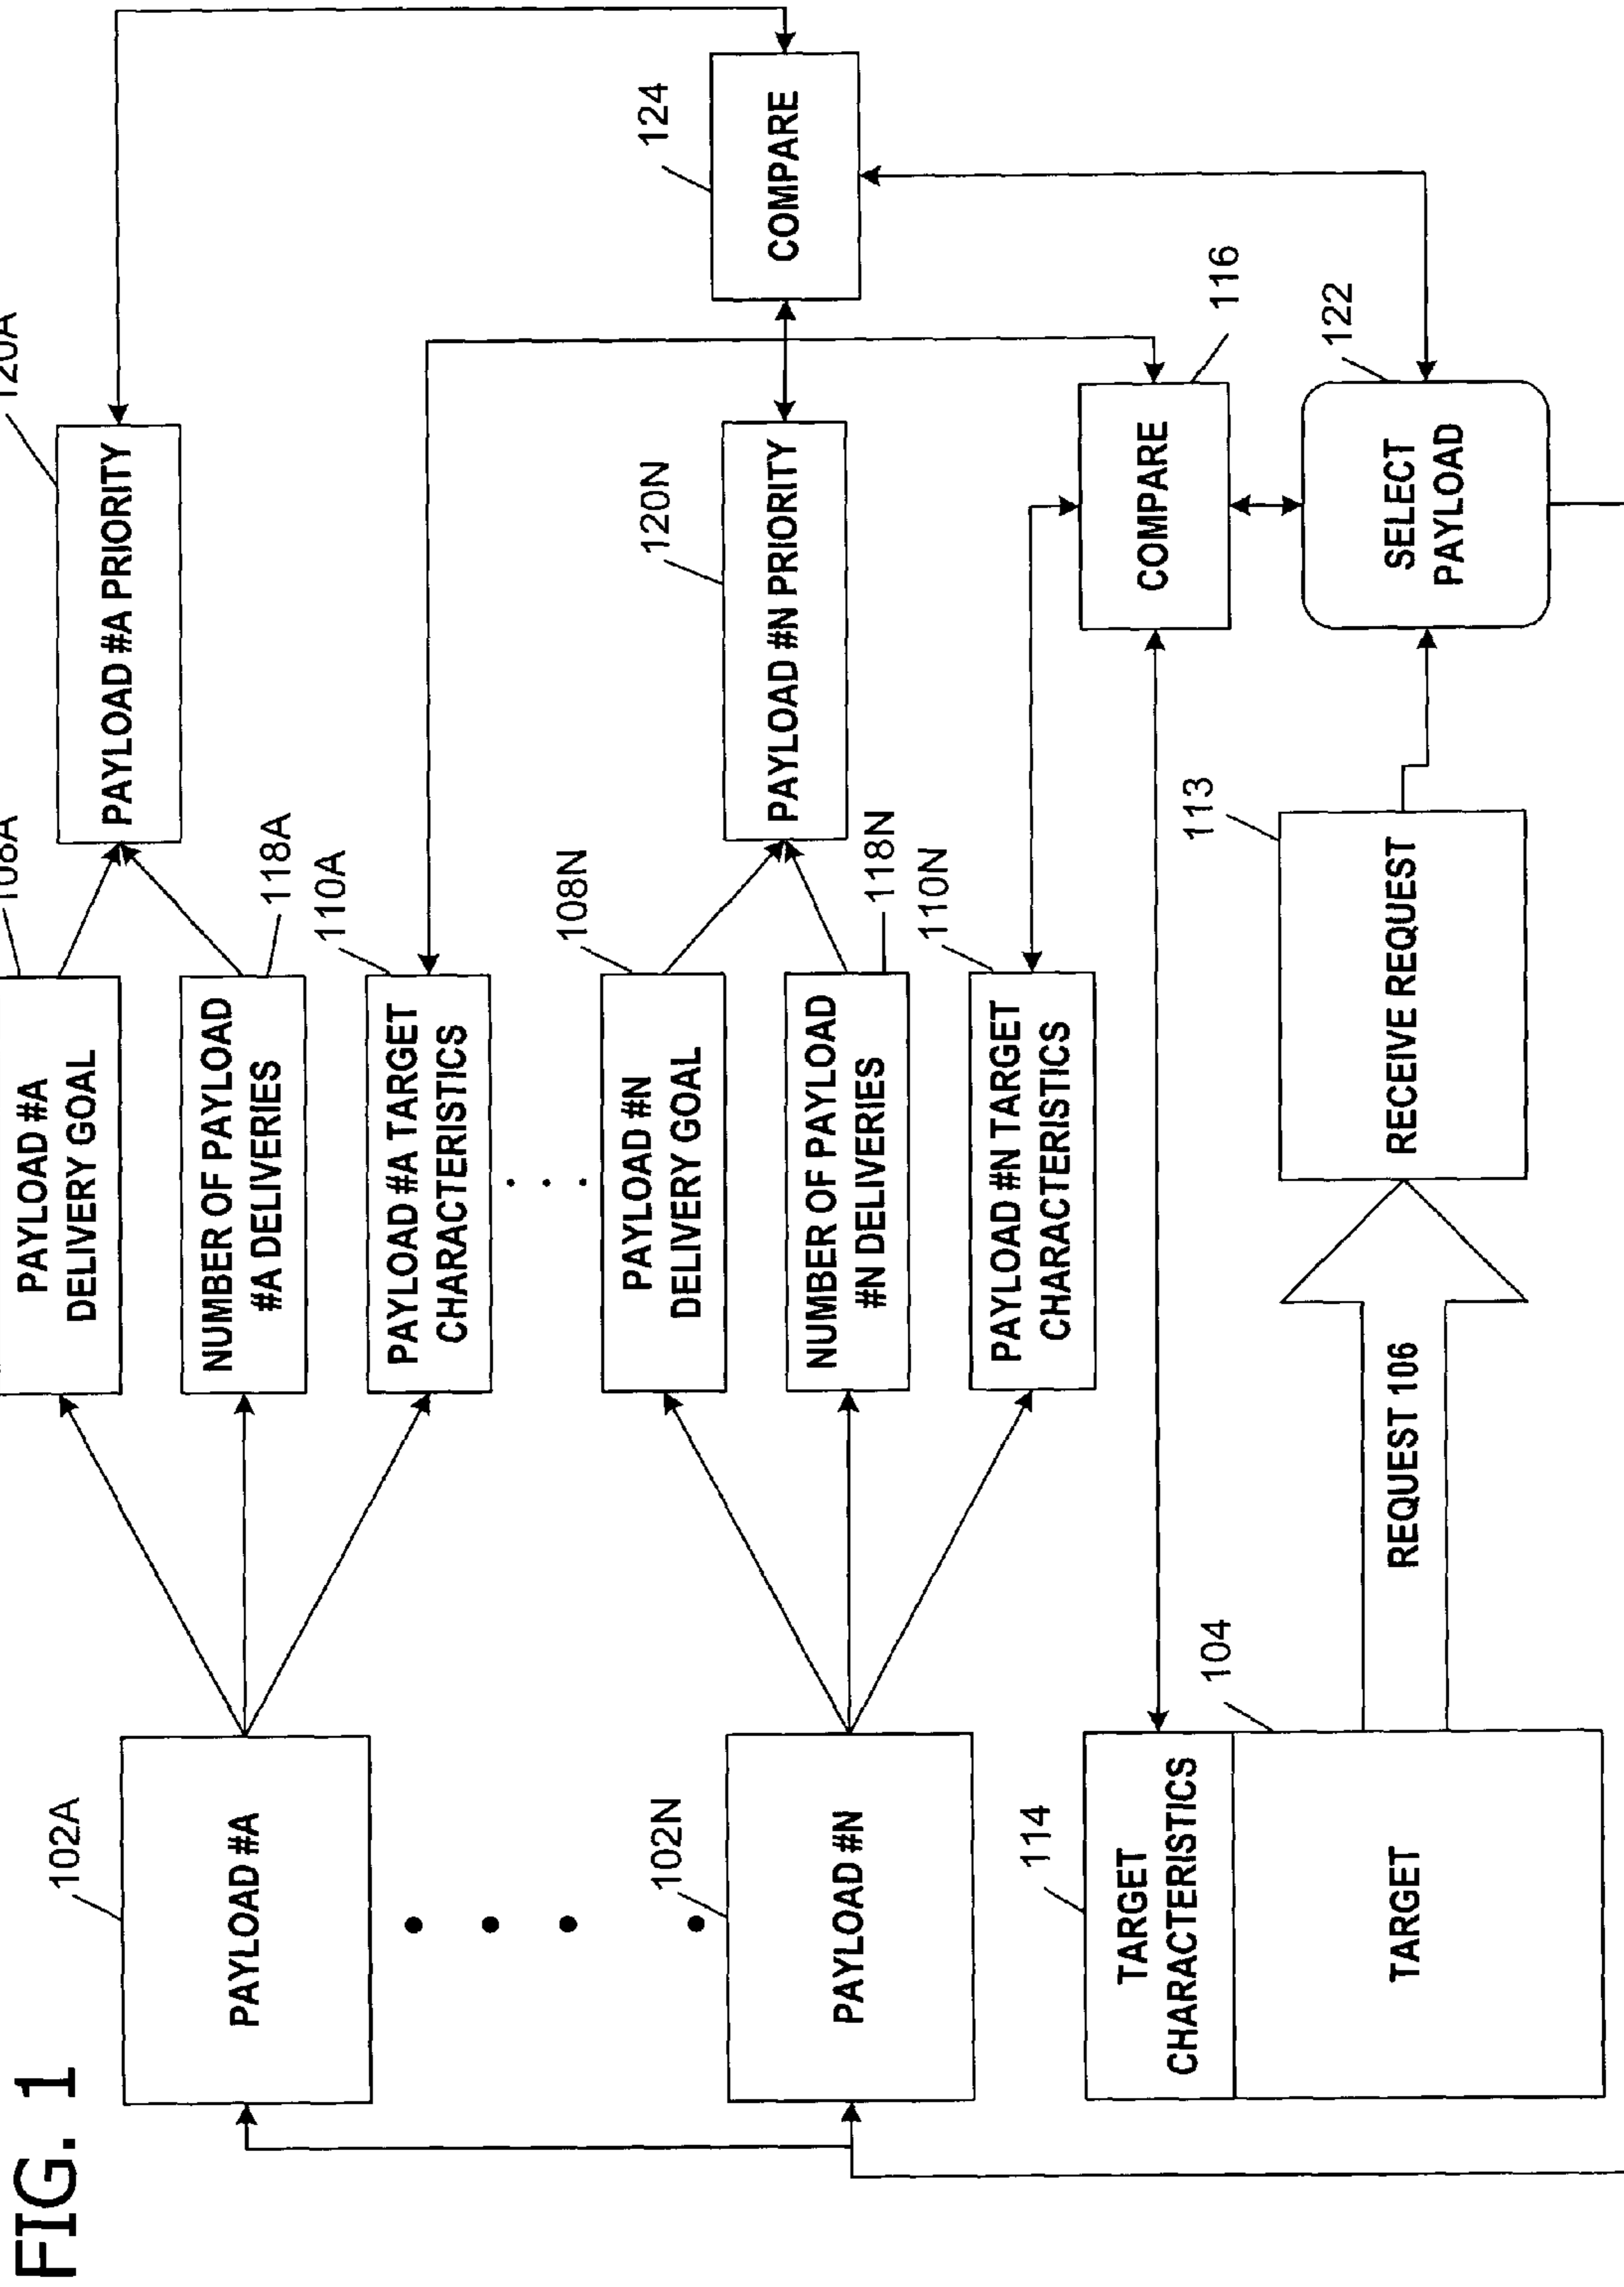 FIG. 1
102A
PAYLOAD #A
108A
PAYLOAD #A
DELIVERY GOAL
118A
NUMBER OF PAYLOAD
#A DELIVERIES
110A
PAYLOAD #A TARGET
CHARACTERISTICS
120A
PAYLOAD #A PRIORITY
124
COMPARE
102N
PAYLOAD #N
108N
PAYLOAD #N
DELIVERY GOAL
118N
NUMBER OF PAYLOAD
#N DELIVERIES
110N
PAYLOAD #N TARGET
CHARACTERISTICS
120N
PAYLOAD #N PRIORITY
116
COMPARE
114
TARGET
CHARACTERISTICS
104
TARGET
REQUEST 106
113
RECEIVE REQUEST
122
SELECT
PAYLOAD